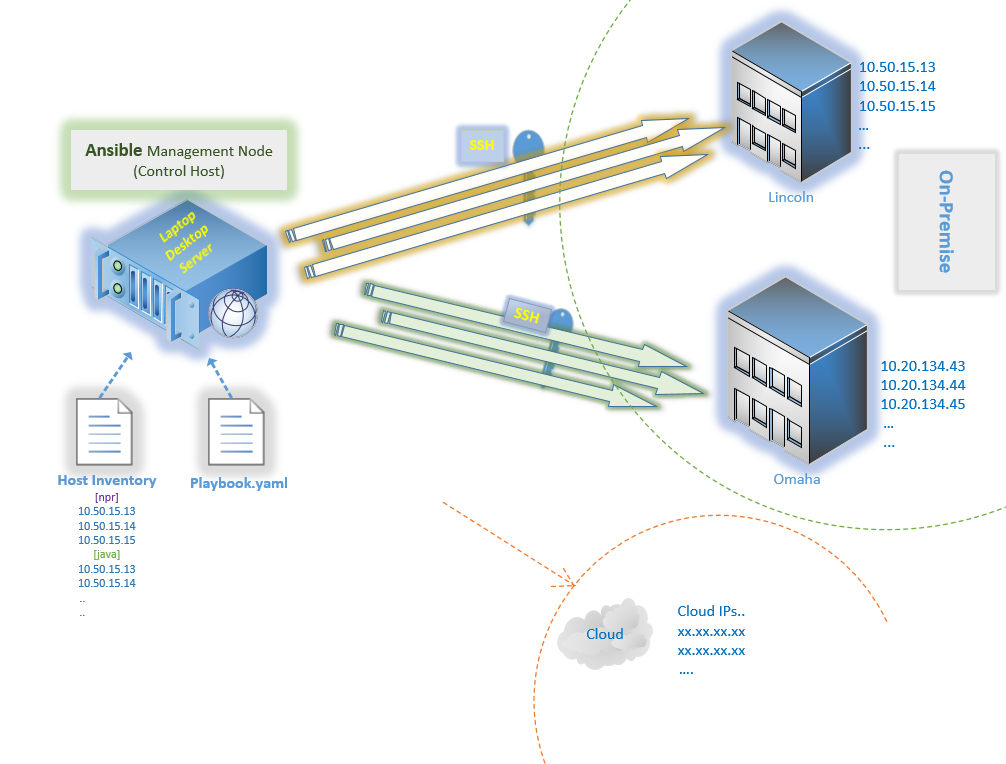 Ansible Management Node
(Control Host)
Laptop
Desktop
Server
SSH
SSH
10.50.15.13
10.50.15.14
10.50.15.15
...
...
Lincoln
On-Premise
10.20.134.43
10.20.134.44
10.20.134.45
...
...
Omaha
Host Inventory
[npr]
10.50.15.13
10.50.15.14
10.50.15.15
[java]
10.50.15.13
10.50.15.14
..
..
Playbook.yaml
Cloud
Cloud IPs..
xx.xx.xx.xx
xx.xx.xx.xx
....